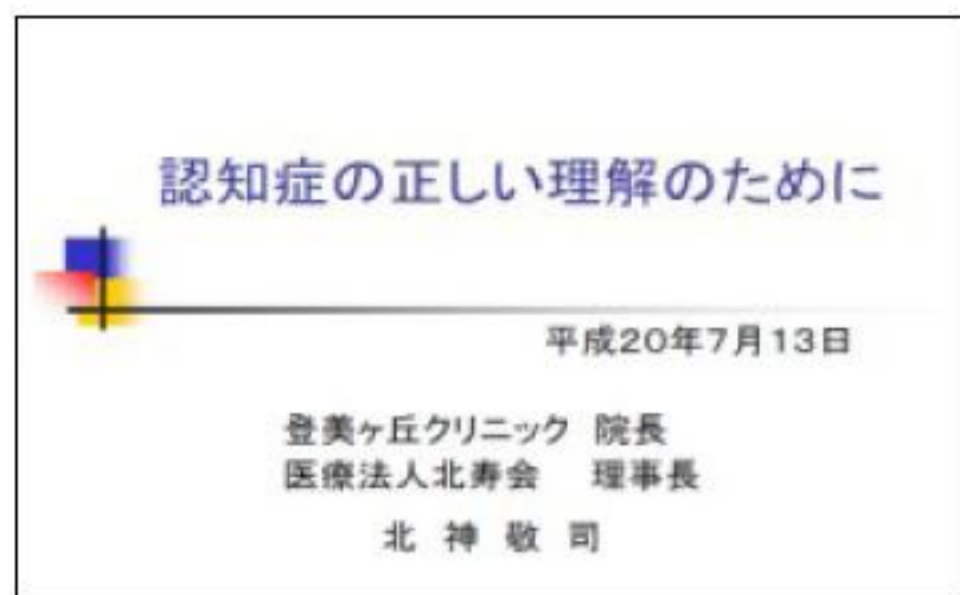 認知症の正しい理解のために
平成20年7月13日
登美ヶ丘クリニック 院長
医療法人北寿会 理事長
北 神 敬 司